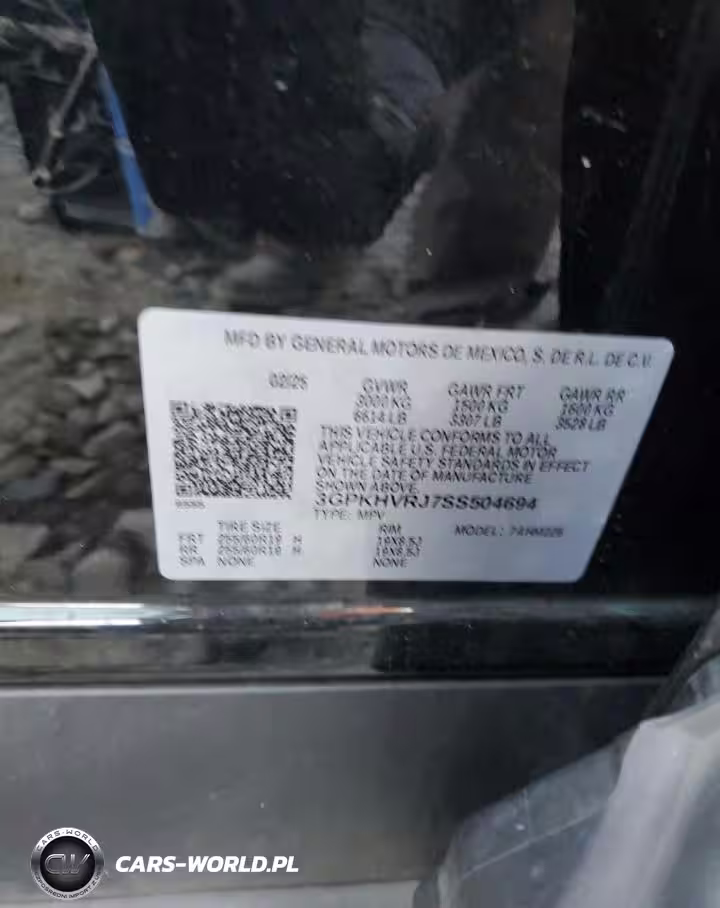 MFD BY GENERAL MOTORS DE MEXICO, S. DE R.L. DE C.V.
02/25 GVWR GAWR FRT GAWR RR
3000 KG 1500 KG 1600 KG
6614 LB 3307 LB 3528 LB
THIS VEHICLE CONFORMS TO ALL
APPLICABLE U.S. FEDERAL MOTOR
VEHICLE SAFETY STANDARDS IN EFFECT
ON THE DATE OF MANUFACTURE
SHOWN ABOVE.
3GPKHVRJ7SS504694
TYPE: MPV MODEL:
TIRE SIZE RIM
FRT 255/60R19 H 19X8.5J
RR 255/60R19 H 19X8.5J
SPA NONE NONE
CARS-WORLD
CW
CARS-WORLD.PL